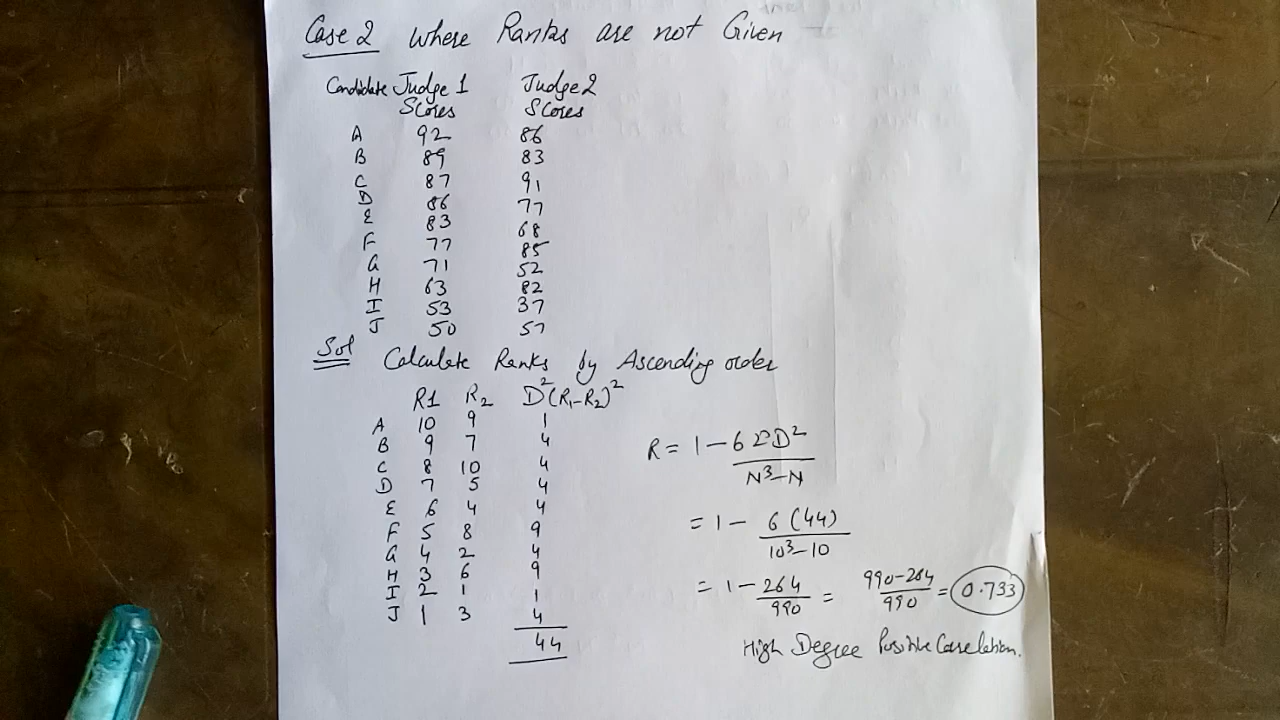 Case 2 Where Ranks are not Given
Candidate Judge 1 Judge 2
Scores Scores
A 92 86
B 89 83
C 87 91
D 86 77
E 83 68
F 77 85
G 71 52
H 63 82
I 53 37
J 50 57
Sol Calculate Ranks by Ascending order
R1 R2 D²(R1-R2)²
A 10 9 1
B 9 7 4
C 8 10 4
D 7 5 4
E 6 4 4
F 5 8 9
G 4 2 4
H 3 6 9
I 2 1 1
J 1 3 4
44
R = 1 - 6 ΣD²
N³-N
= 1 - 6 (44)
10³-10
= 1 - 264 = 990-264 = 0.733
990 990
High Degree Positive Correlation.